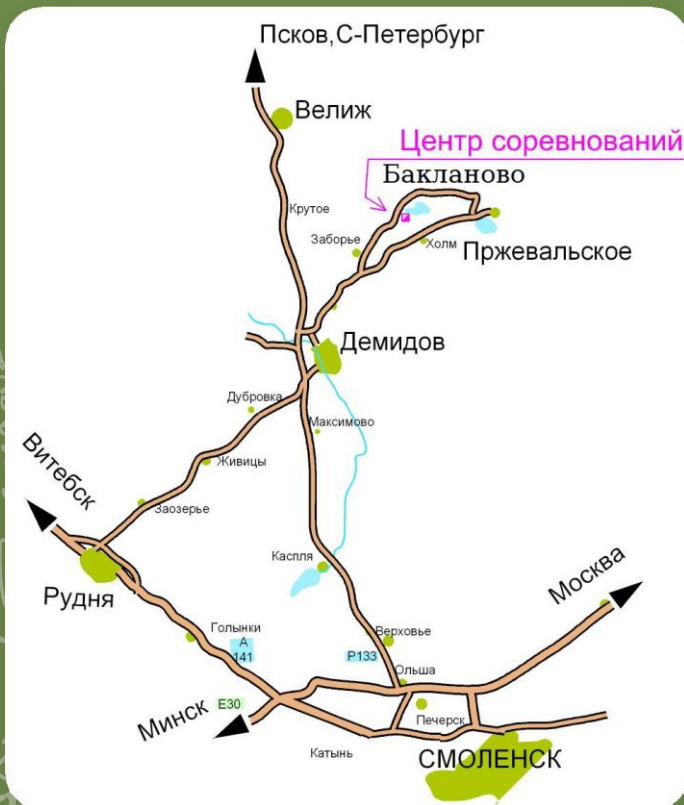 Псков,С-Петербург
Велиж
Центр соревнований
Бакланово
Крутое
Заборье
Холм
Пржевальское
Демидов
Дубровка
Максимово
Витебск
Живицы
Заозерье
Каспля
Москва
Рудня
Голынки
А
141
Р133
Верховье
Ольша
Минск
Е30
Печерск
Катынь
СМОЛЕНСК